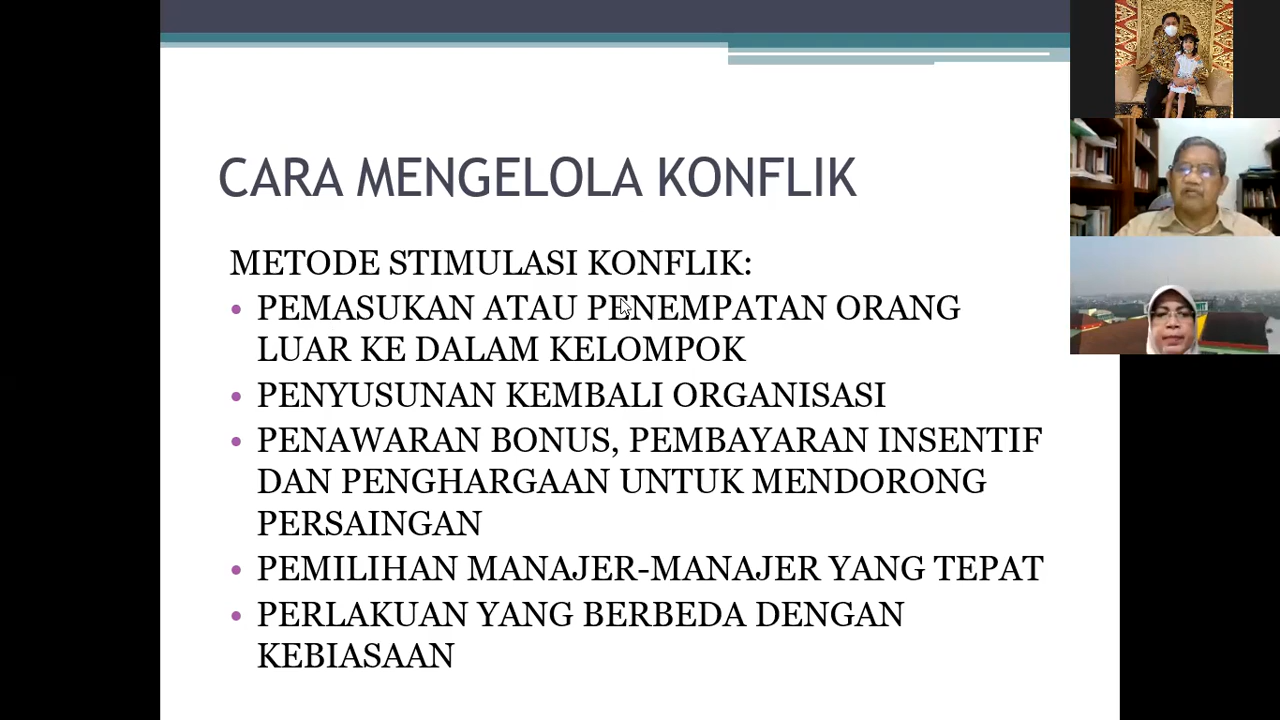 CARA MENGELOLA KONFLIK
METODE STIMULASI KONFLIK:
• PEMASUKAN ATAU PENEMPATAN ORANG
LUAR KE DALAM KELOMPOK
• PENYUSUNAN KEMBALI ORGANISASI
• PENAWARAN BONUS, PEMBAYARAN INSENTIF
DAN PENGHARGAAN UNTUK MENDORONG
PERSAINGAN
• PEMILIHAN MANAJER-MANAJER YANG TEPAT
• PERLAKUAN YANG BERBEDA DENGAN
KEBIASAAN